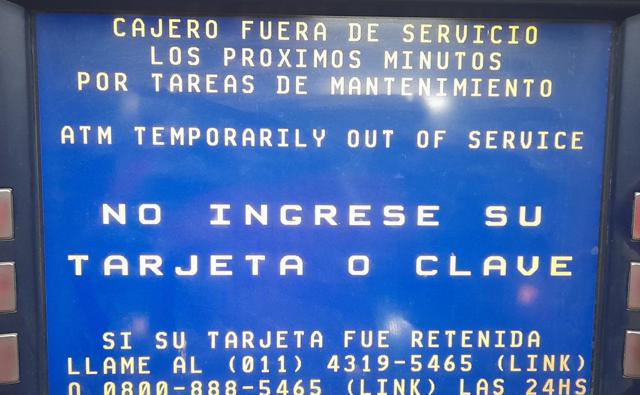 CAJERO FUERA DE SERVICIO
LOS PROXIMOS MINUTOS
POR TAREAS DE MANTENIMIENTO
ATM TEMPORARILY OUT OF SERVICE
NO INGRESE SU
TARJETA O CLAVE
SI SU TARJETA FUE RETENIDA
LLAME AL (011) 4319-5465 (LINK)
O 0800-888-5465 (LINK) LAS 24HS